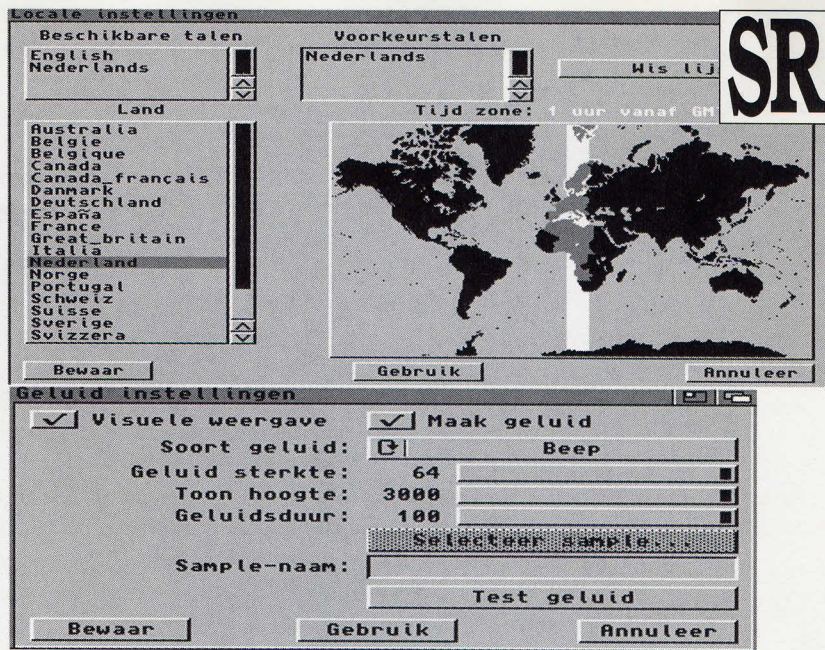 Locale instellingen
SR
Beschikbare talen
Voorkeurstalen
English
Nederlands
Nederlands
Wis lij
Land
Tijd zone: 1 uur vanaf GM
Australia
Belgie
Belgique
Canada
Canada_français
Danmark
Deutschland
España
France
Great_britain
Italia
Nederland
Norge
Portugal
Schweiz
Suisse
Sverige
Svizzera
Bewaar
Gebruik
Annuleer
Geluid instellingen
Visuele weergave
Maak geluid
Soort geluid:
Beep
Geluid sterkte: 64
Toon hoogte: 3000
Geluidsduur: 100
Selecteer sample...
Sample-naam:
Test geluid
Bewaar
Gebruik
Annuleer